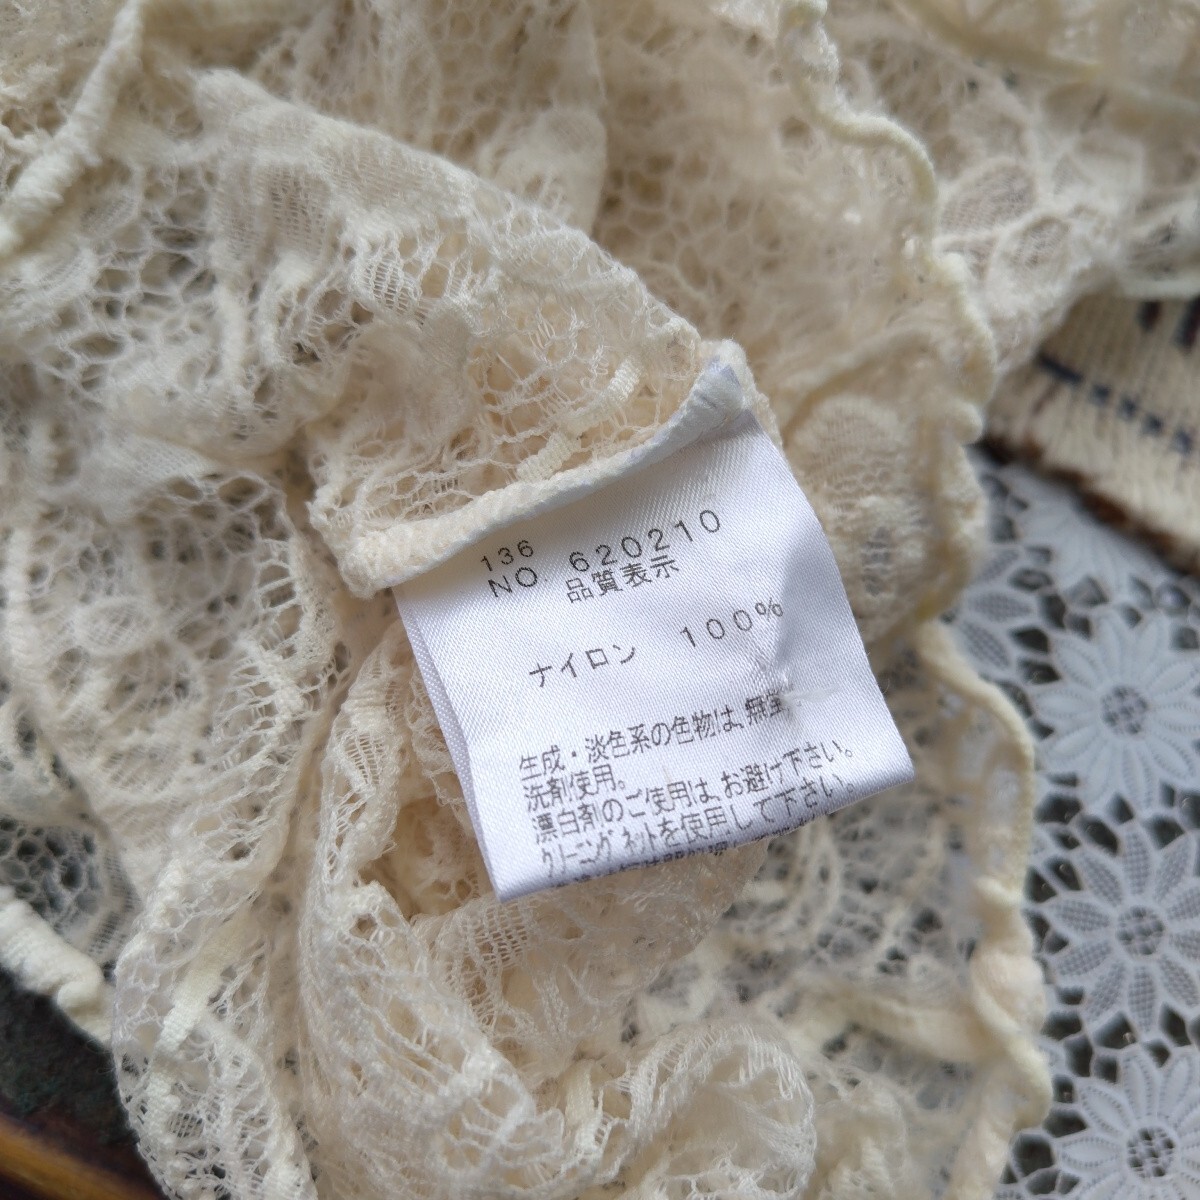 136
NO. 620210
品質表示
ナイロン 100%
生成・淡色系の色物は、無蛍
洗剤使用。
漂白剤のご使用は、お避け下さい。
クリーニングネットを使用して下さい。